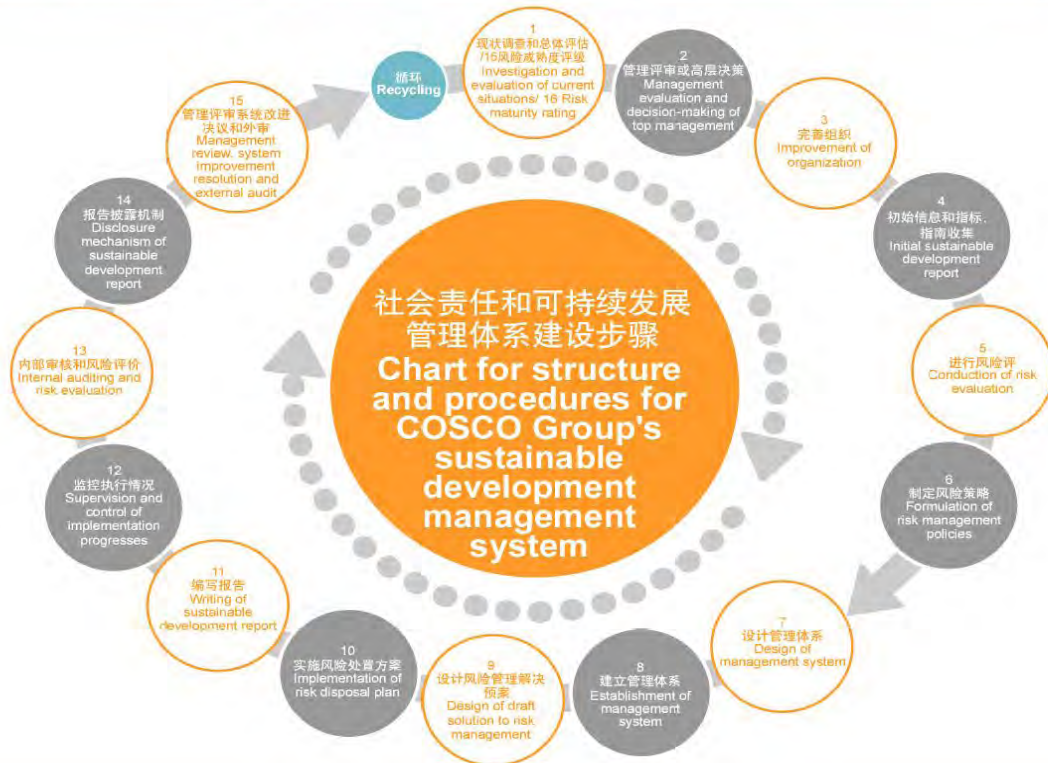 社会责任和可持续发展
管理体系建设步骤
Chart for structure
and procedures for
COSCO Group's
sustainable
development
management
system
循环
Recycling
1
现状调查和总体评估
/15风险成熟度评级
Investigation and
evaluation of current
situations/ 16 Risk
maturity rating
2
管理评审或高层决策
Management
evaluation and
decision-making of
top management
3
完善组织
Improvement of
organization
4
初始信息和指标、
指南收集
Initial sustainable
development
report
5
进行风险评
Conduction of risk
evaluation
6
制定风险策略
Formulation of
risk management
policies
7
设计管理体系
Design of
management system
8
建立管理体系
Establishment of
management
system
9
设计风险管理解决
预案
Design of draft
solution to risk
management
10
实施风险处置方案
Implementation of
risk disposal plan
11
编写报告
Writing of
sustainable
development report
12
监控执行情况
Supervision and
control of
implementation
progresses
13
内部审核和风险评价
Internal auditing and
risk evaluation
14
报告披露机制
Disclosure
mechanism of
sustainable
development
report
15
管理评审系统改进
决议和外审
Management
review, system
improvement
resolution and
external audit